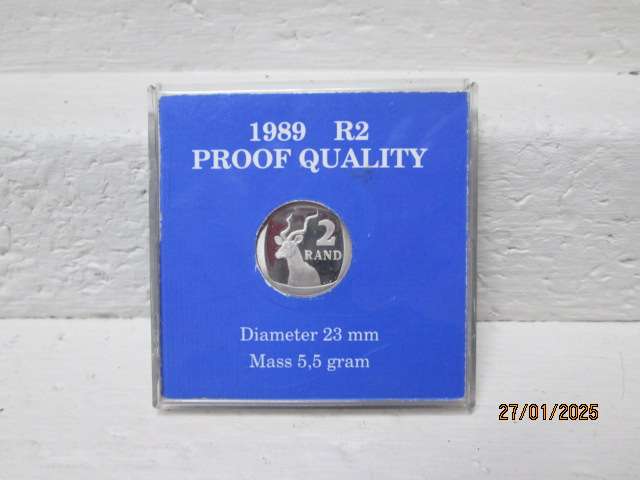 1989 R2
PROOF QUALITY
2
RAND
Diameter 23 mm
Mass 5,5 gram
27/01/2025